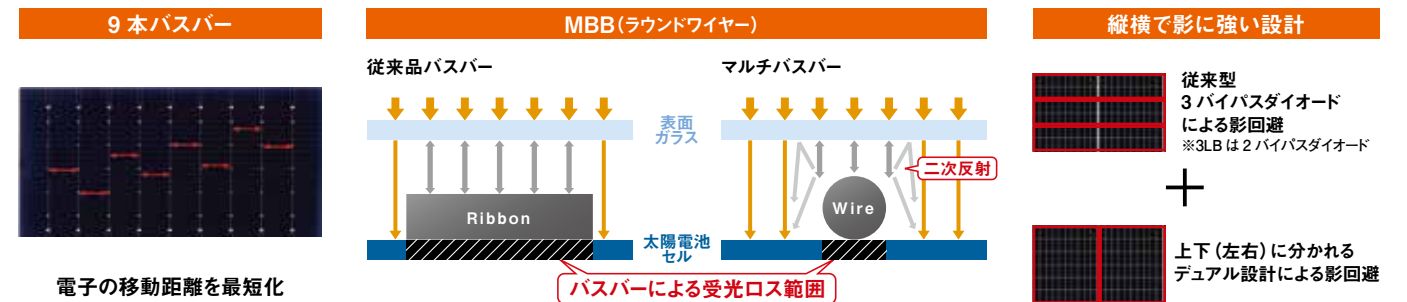 9本バスバー
電子の移動距離を最短化
MBB（ラウンドワイヤー）
従来品バスバー
マルチバスバー
表面
ガラス
二次反射
Ribbon
Wire
太陽電池
セル
バスバーによる受光ロス範囲
縦横で影に強い設計
従来型
3バイパスダイオード
による影回避
※3LBは2バイパスダイオード
＋
上下（左右）に分かれる
デュアル設計による影回避